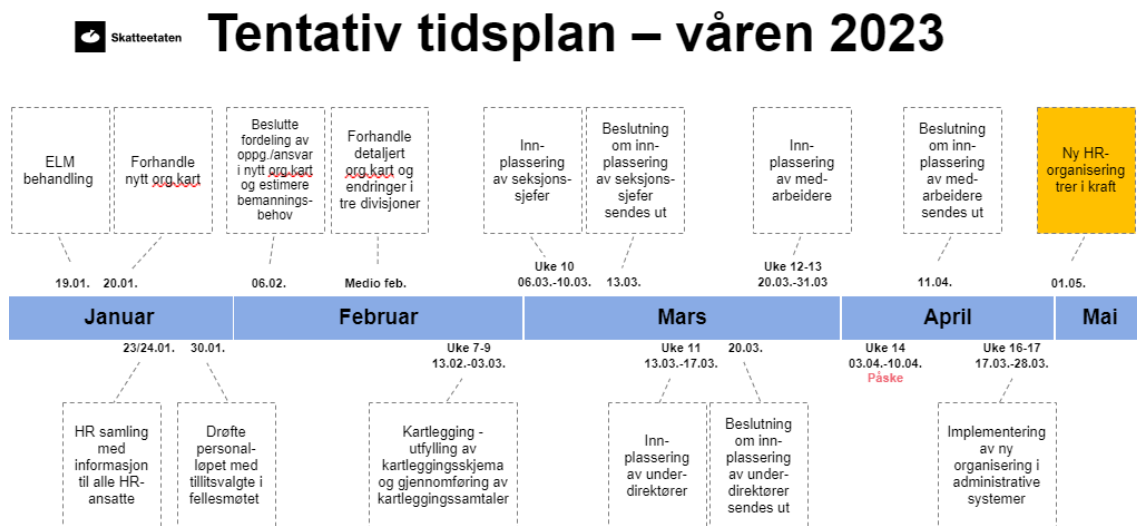 Skatteetaten
Tentativ tidsplan – våren 2023
ELM
behandling
Forhandle
nytt org.kart
Beslutte
fordeling av
oppg./ansvar
i nytt org.kart
og estimere
bemannings-
behov
Forhandle
detaljert
org.kart og
endringer i
tre divisjoner
Inn-
plassering
av seksjons-
sjefer
Beslutning
om inn-
plassering
av seksjons-
sjefer
sendes ut
Inn-
plassering
av med-
arbeidere
Beslutning
om inn-
plassering
av med-
arbeidere
sendes ut
Ny HR-
organisering
trer i kraft
19.01.
20.01.
06.02.
Medio feb.
Uke 10
06.03.-10.03.
13.03.
Uke 12-13
20.03.-31.03
11.04.
01.05.
Januar
Februar
Mars
April
Mai
23/24.01.
30.01.
Uke 7-9
13.02.-03.03.
Uke 11
13.03.-17.03.
20.03.
Uke 14
03.04.-10.04.
Påske
Uke 16-17
17.03.-28.03.
HR samling
med
informasjon
til alle HR-
ansatte
Drøfte
personal-
løpet med
tillitsvalgte i
fellesmøtet
Kartlegging -
utfylling av
kartleggingsskjema
og gjennomføring av
kartleggingssamtaler
Inn-
plassering
av under-
direktører
Beslutning
om inn-
plassering
av under-
direktører
sendes ut
Implementering
av ny
organisering i
administrative
systemer